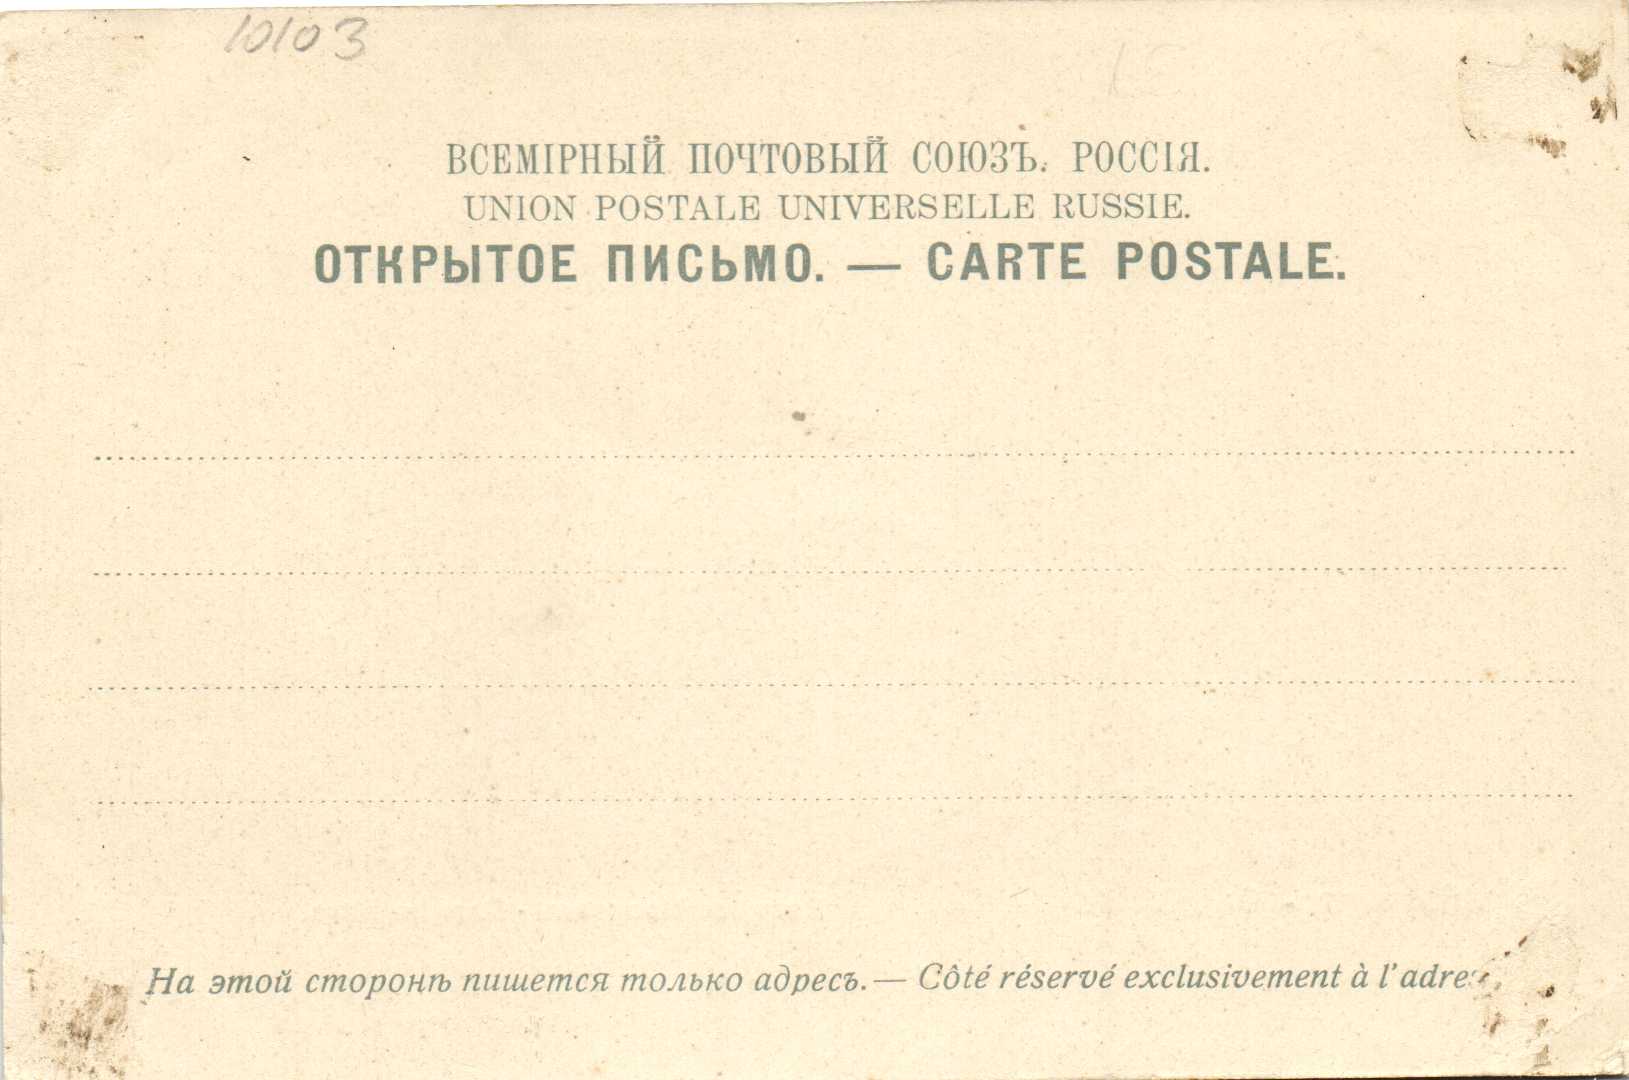 10103
ВСЕМІРНЫЙ ПОЧТОВЫЙ СОЮЗЪ. РОССІЯ.
UNION POSTALE UNIVERSELLE RUSSIE.
ОТКРЫТОЕ ПИСЬМО. — CARTE POSTALE.
На этой сторонѣ пишется только адресъ. — Côté réservé exclusivement à l'adres